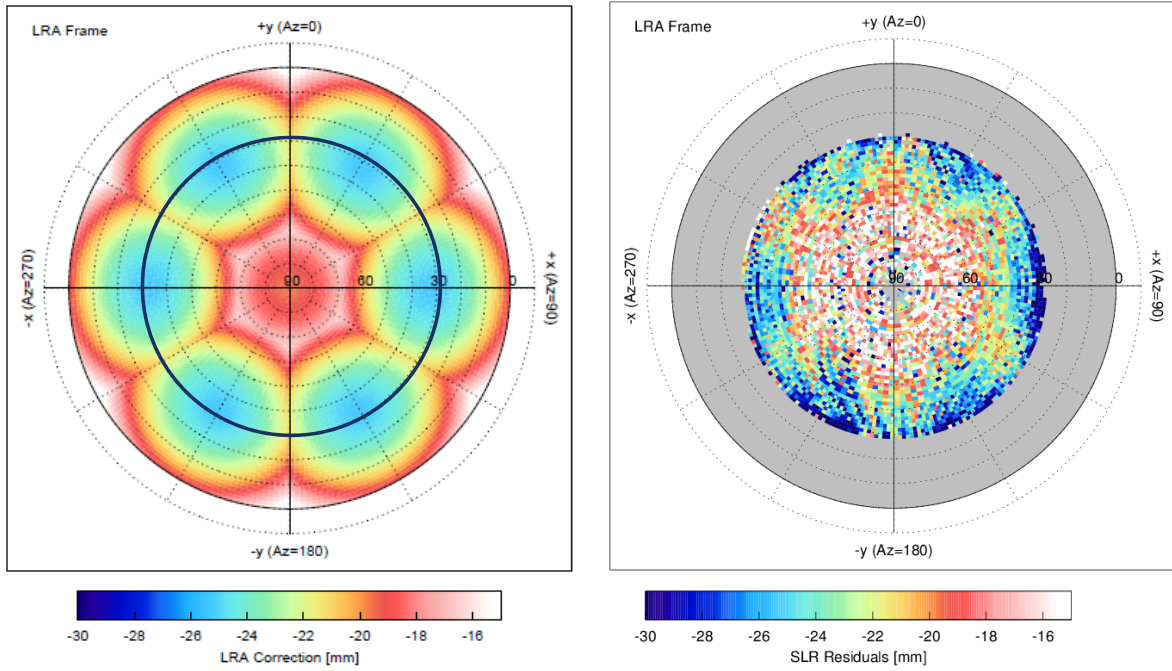 LRA Frame
+y (Az=0)
-x (Az=270)
90
60
30
0
+x (Az=90)
-y (Az=180)
-30
-28
-26
-24
-22
-20
-18
-16
LRA Correction [mm]
LRA Frame
+y (Az=0)
-x (Az=270)
90
60
30
0
+x (Az=90)
-y (Az=180)
-30
-28
-26
-24
-22
-20
-18
-16
SLR Residuals [mm]